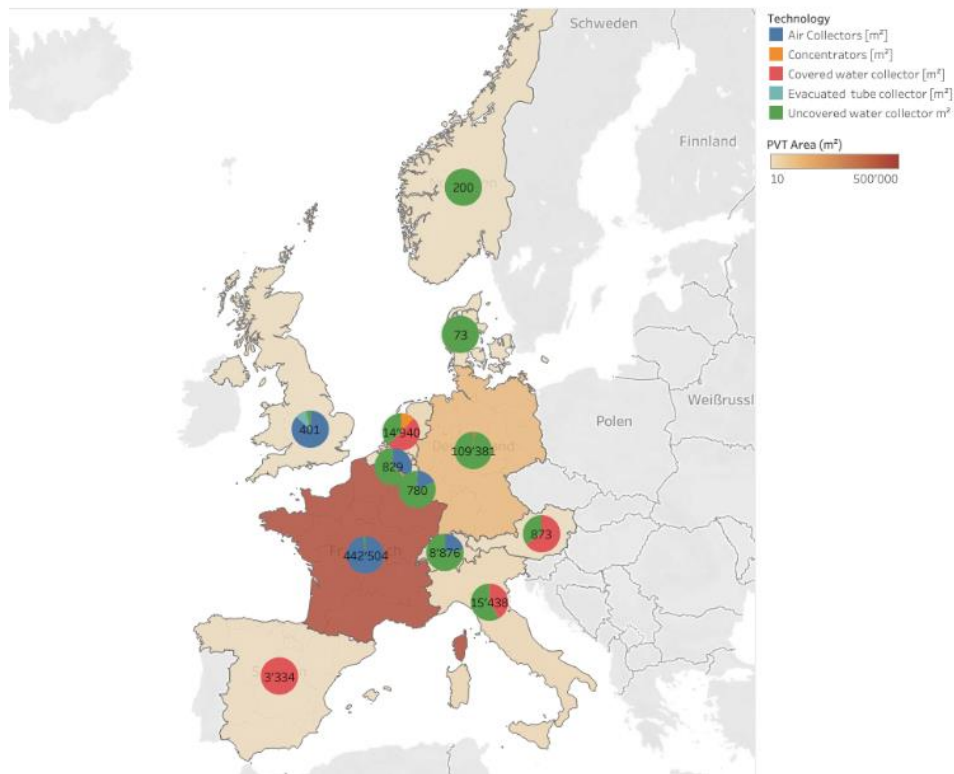 Schweden
Finnland
Technology
Air Collectors [m²]
Concentrators [m²]
Covered water collector [m²]
Evacuated tube collector [m²]
Uncovered water collector m²
PVT Area (m²)
10 500'000
200
73
Polen
Weißrussl
401
14'940
829
109'381
780
442'504
8'876
873
15'438
3'334